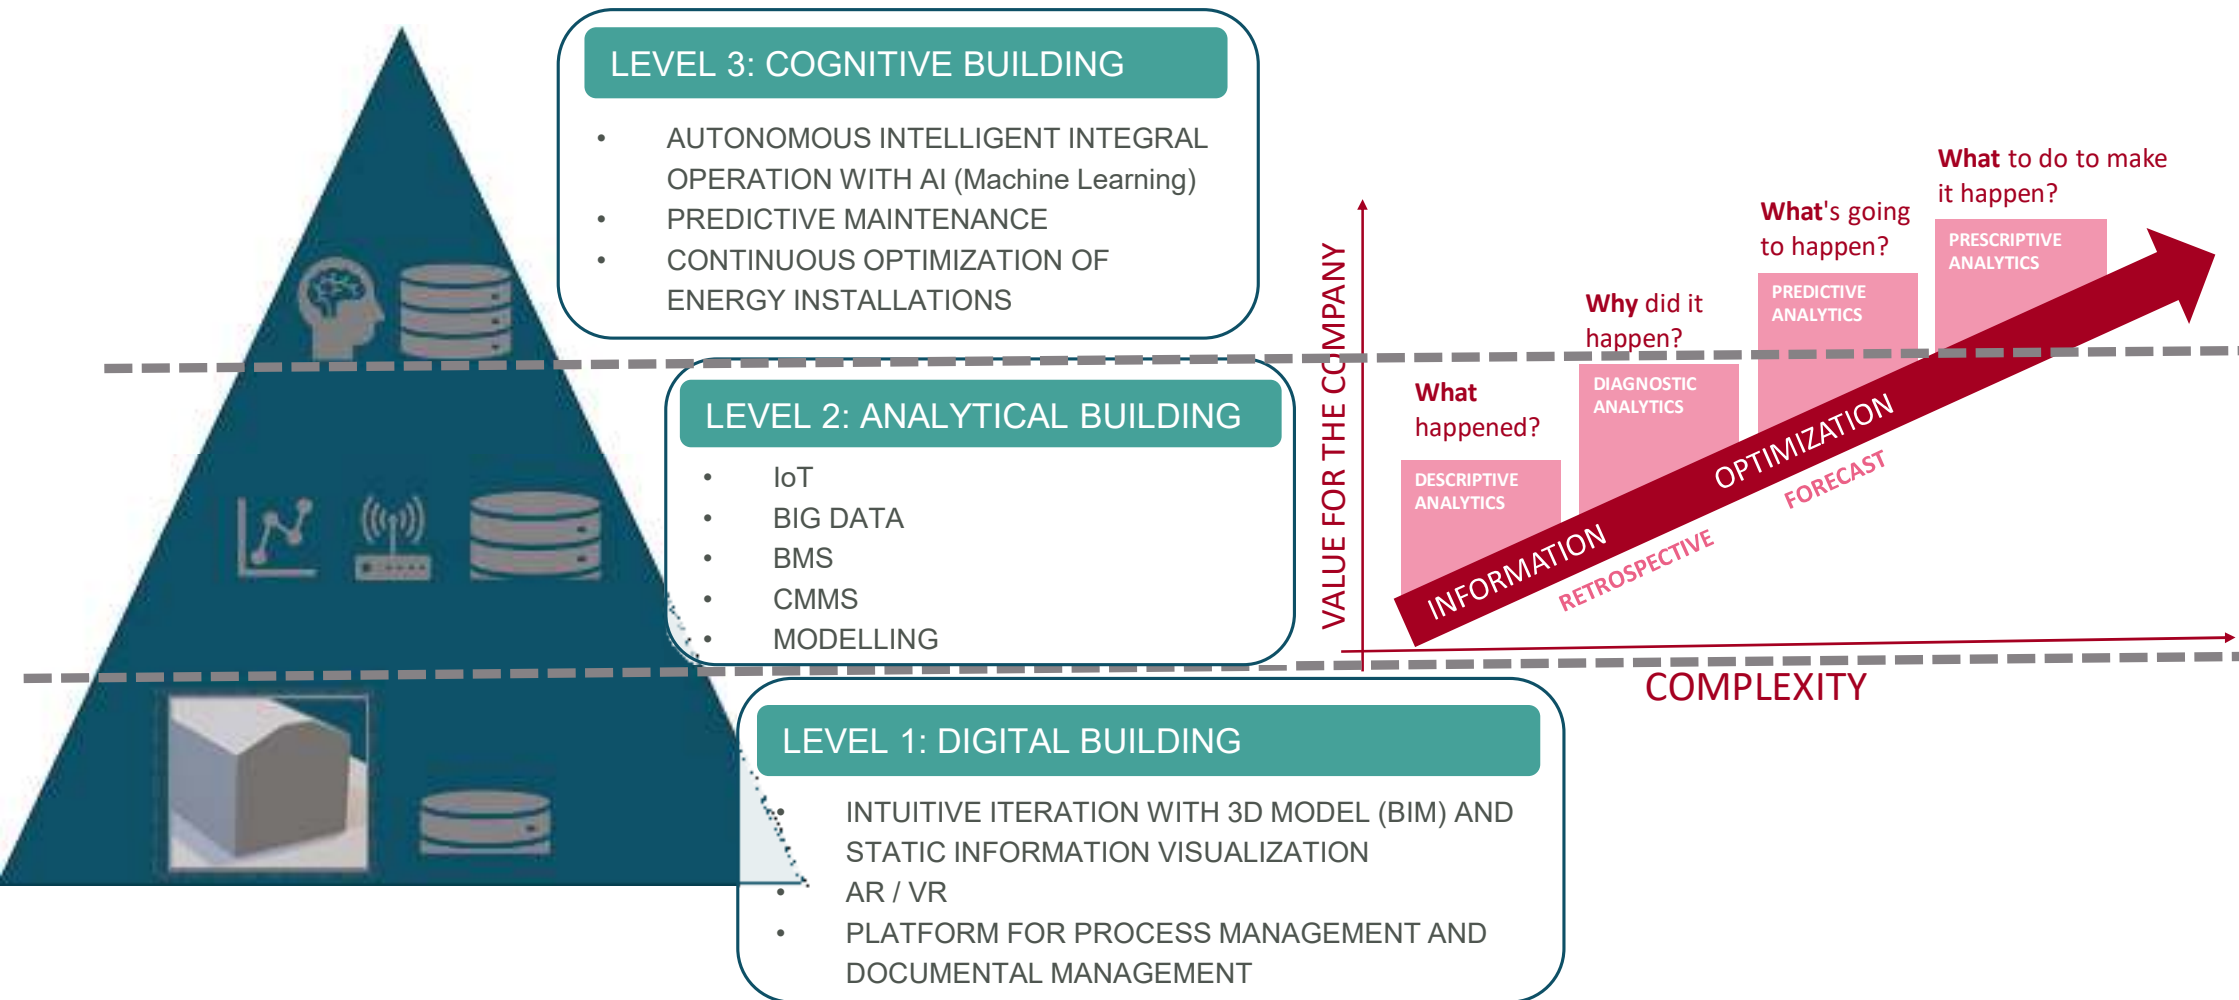 LEVEL 3: COGNITIVE BUILDING
• AUTONOMOUS INTELLIGENT INTEGRAL
OPERATION WITH AI (Machine Learning)
• PREDICTIVE MAINTENANCE
• CONTINUOUS OPTIMIZATION OF
ENERGY INSTALLATIONS
LEVEL 2: ANALYTICAL BUILDING
• IoT
• BIG DATA
• BMS
• CMMS
• MODELLING
LEVEL 1: DIGITAL BUILDING
• INTUITIVE ITERATION WITH 3D MODEL (BIM) AND
STATIC INFORMATION VISUALIZATION
• AR / VR
• PLATFORM FOR PROCESS MANAGEMENT AND
DOCUMENTAL MANAGEMENT
VALUE FOR THE COMPANY
What
happened?
DESCRIPTIVE
ANALYTICS
Why did it
happen?
DIAGNOSTIC
ANALYTICS
What's going
to happen?
PREDICTIVE
ANALYTICS
What to do to make
it happen?
PRESCRIPTIVE
ANALYTICS
INFORMATION
OPTIMIZATION
RETROSPECTIVE
FORECAST
COMPLEXITY